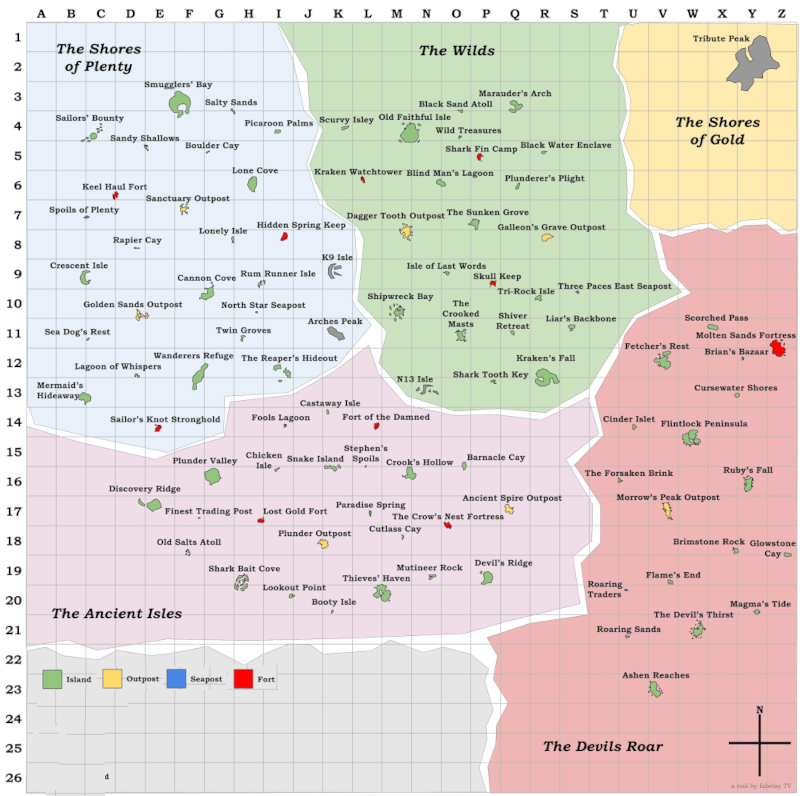 A B C D E F G H I J K L M N O P Q R S T U V W X Y Z
1
2
3
4
5
6
7
8
9
10
11
12
13
14
15
16
17
18
19
20
21
22
23
24
25
26
The Shores
of Plenty
The Wilds
Tribute Peak
The Shores
of Gold
Smugglers' Bay
Salty Sands
Sailors' Bounty
Sandy Shallows
Boulder Cay
Picaroon Palms
Scurvy Isley
Black Sand Atoll
Marauder's Arch
Old Faithful Isle
Wild Treasures
Shark Fin Camp
Black Water Enclave
Lone Cove
Keel Haul Fort
Sanctuary Outpost
Spoils of Plenty
Kraken Watchtower
Blind Man's Lagoon
Plunderer's Plight
Rapier Cay
Lonely Isle
Hidden Spring Keep
Dagger Tooth Outpost
The Sunken Grove
Galleon's Grave Outpost
Crescent Isle
Cannon Cove
Rum Runner Isle
K9 Isle
Isle of Last Words
Skull Keep
Tri-Rock Isle
Three Paces East Seapost
Golden Sands Outpost
North Star Seapost
Shipwreck Bay
The
Crooked
Masts
Shiver
Retreat
Liar's Backbone
Sea Dog's Rest
Twin Groves
Arches Peak
Scorched Pass
Molten Sands Fortress
Fetcher's Rest
Brian's Bazaar
Lagoon of Whispers
Wanderers Refuge
The Reaper's Hideout
Kraken's Fall
Mermaid's
Hideaway
N13 Isle
Shark Tooth Key
Cursewater Shores
Sailor's Knot Stronghold
Castaway Isle
Fools Lagoon
Fort of the Damned
Cinder Islet
Flintlock Peninsula
Plunder Valley
Chicken
Isle
Snake Island
Stephen's
Spoils
Crook's Hollow
Barnacle Cay
The Forsaken Brink
Ruby's Fall
Discovery Ridge
Finest Trading Post
Lost Gold Fort
Paradise Spring
Ancient Spire Outpost
The Crow's Nest Fortress
Morrow's Peak Outpost
Old Salts Atoll
Plunder Outpost
Cutlass Cay
Brimstone Rock
Glowstone
Cay
Shark Bait Cove
Lookout Point
Thieves' Haven
Mutineer Rock
Devil's Ridge
Roaring
Traders
Flame's End
The Ancient Isles
Booty Isle
Magma's Tide
The Devil's Thirst
Roaring Sands
Island
Outpost
Seapost
Fort
Ashen Reaches
N
The Devils Roar
d
a tool by fabrlay TV